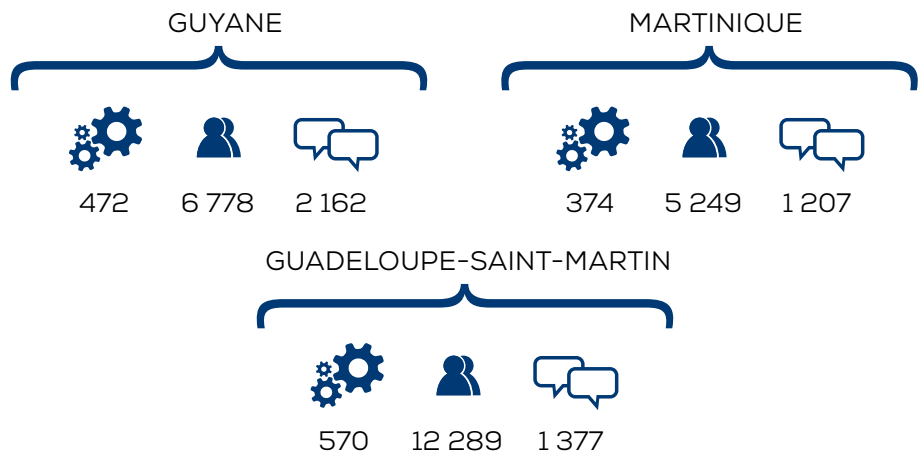 GUYANE
472 6 778 2 162
MARTINIQUE
374 5 249 1 207
GUADELOUPE-SAINT-MARTIN
570 12 289 1 377